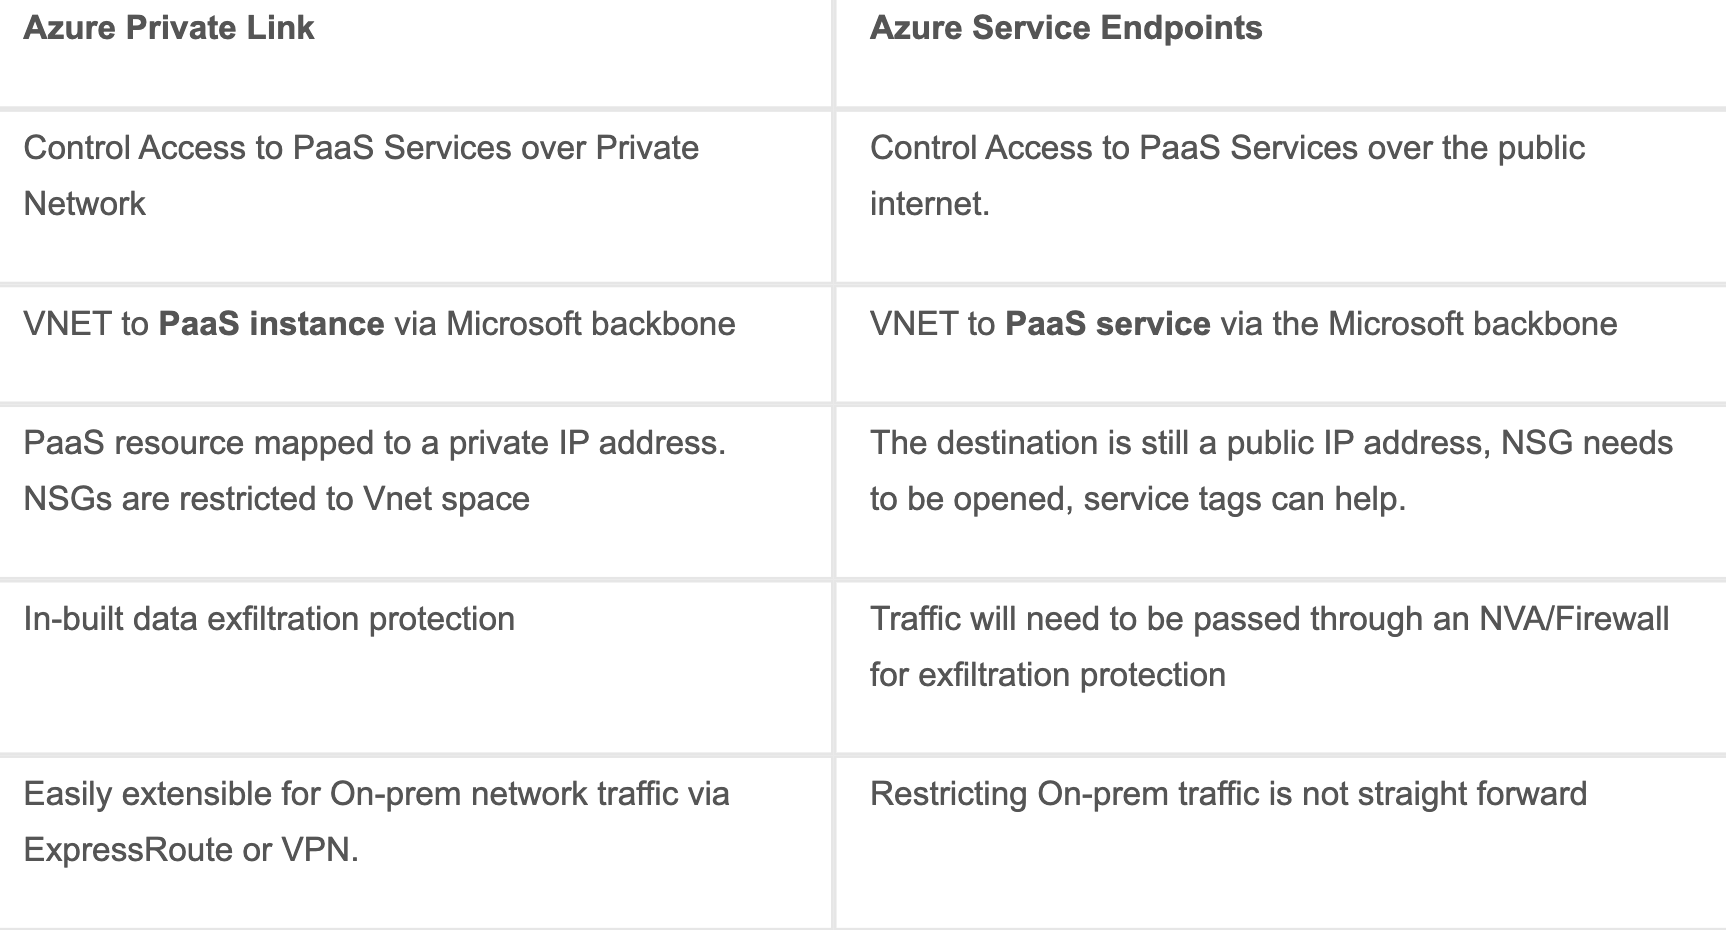 Azure Private Link
Azure Service Endpoints
Control Access to PaaS Services over Private
Network
Control Access to PaaS Services over the public
internet.
VNET to PaaS instance via Microsoft backbone
VNET to PaaS service via the Microsoft backbone
PaaS resource mapped to a private IP address.
NSGs are restricted to Vnet space
The destination is still a public IP address, NSG needs
to be opened, service tags can help.
In-built data exfiltration protection
Traffic will need to be passed through an NVA/Firewall
for exfiltration protection
Easily extensible for On-prem network traffic via
ExpressRoute or VPN.
Restricting On-prem traffic is not straight forward